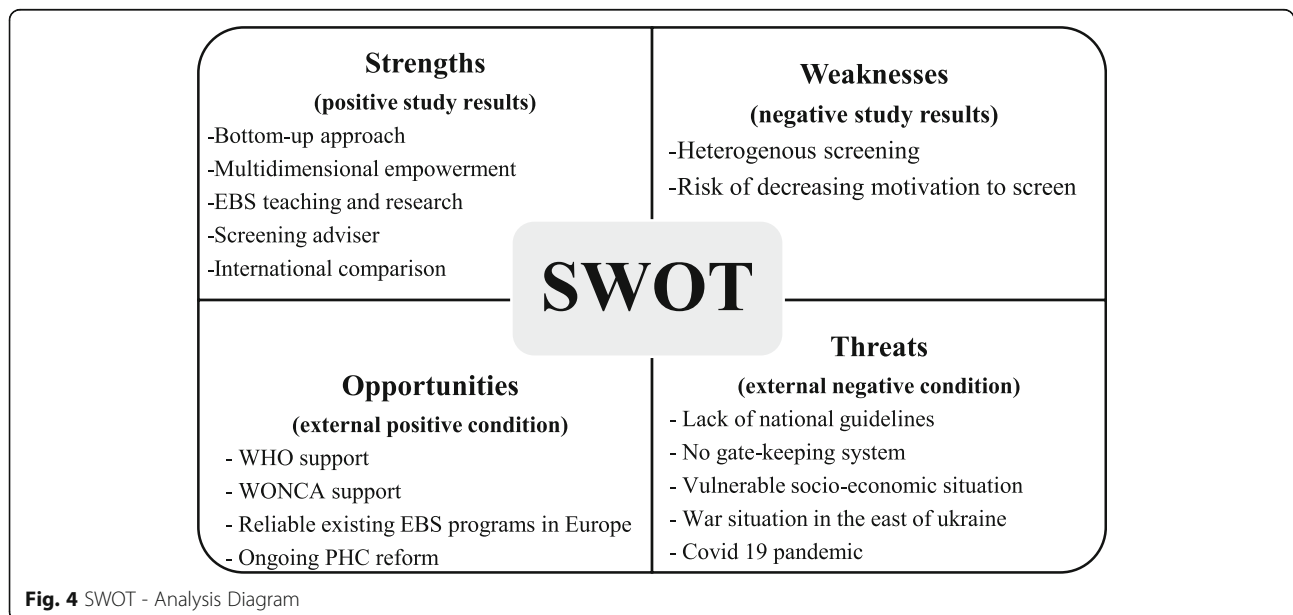 Strengths
(positive study results)
-Bottom-up approach
-Multidimensional empowerment
-EBS teaching and research
-Screening adviser
-International comparison
Weaknesses
(negative study results)
-Heterogenous screening
-Risk of decreasing motivation to screen
SWOT
Opportunities
(external positive condition)
- WHO support
- WONCA support
- Reliable existing EBS programs in Europe
- Ongoing PHC reform
Threats
(external negative condition)
- Lack of national guidelines
- No gate-keeping system
- Vulnerable socio-economic situation
- War situation in the east of ukraine
- Covid 19 pandemic
Fig. 4 SWOT - Analysis Diagram